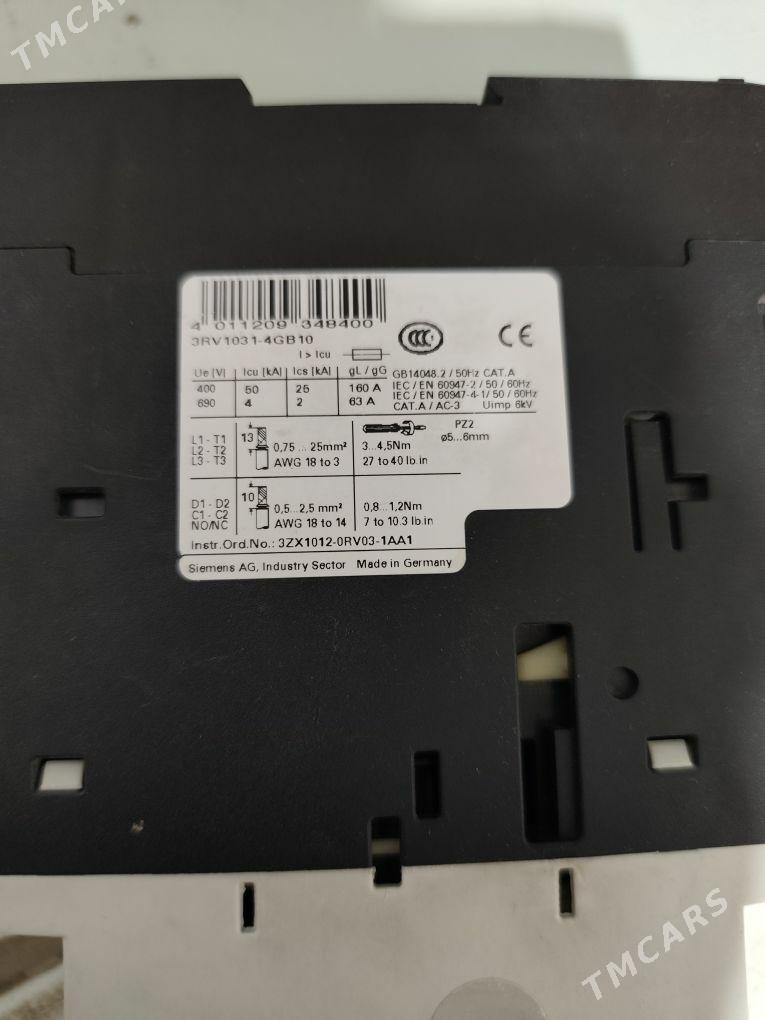 TMCARS
4 011209 348400
3RV1031-4GB10
CCC
CE
I > Icu
Ue [V] Icu [kA] Ics [kA] gL / gG
400 50 25 160 A
690 4 2 63 A
GB14048.2 / 50Hz CAT.A
IEC / EN 60947-2 / 50 / 60Hz
IEC / EN 60947-4-1/ 50 / 60Hz
CAT.A / AC-3 Uimp 6kV
L1 - T1
L2 - T2
L3 - T3
13
0,75 ... 25mm²
AWG 18 to 3
3...4,5Nm
27 to 40 lb.in
PZ2
ø5...6mm
D1 - D2
C1 - C2
NO/NC
10
0,5...2,5 mm²
AWG 18 to 14
0,8...1,2Nm
7 to 10.3 lb.in
Instr.Ord.No.: 3ZX1012-0RV03-1AA1
Siemens AG, Industry Sector Made in Germany
TMCARS